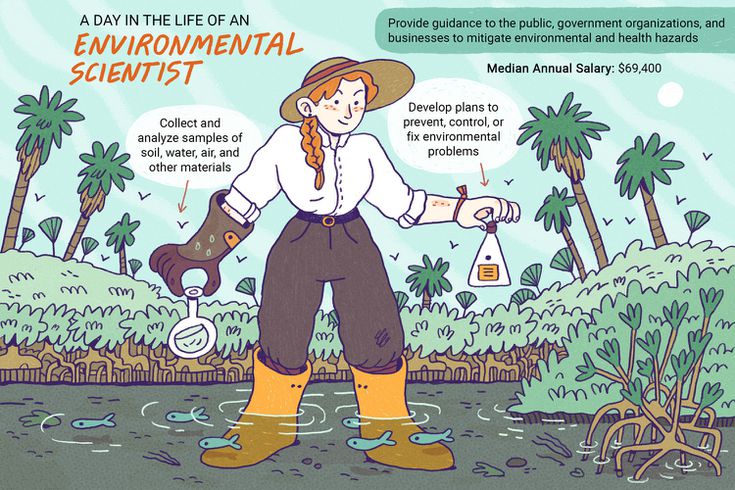 A DAY IN THE LIFE OF AN
ENVIRONMENTAL
SCIENTIST
Provide guidance to the public, government organizations, and
businesses to mitigate environmental and health hazards
Median Annual Salary: $69,400
Collect and
analyze samples of
soil, water, air, and
other materials
Develop plans to
prevent, control, or
fix environmental
problems